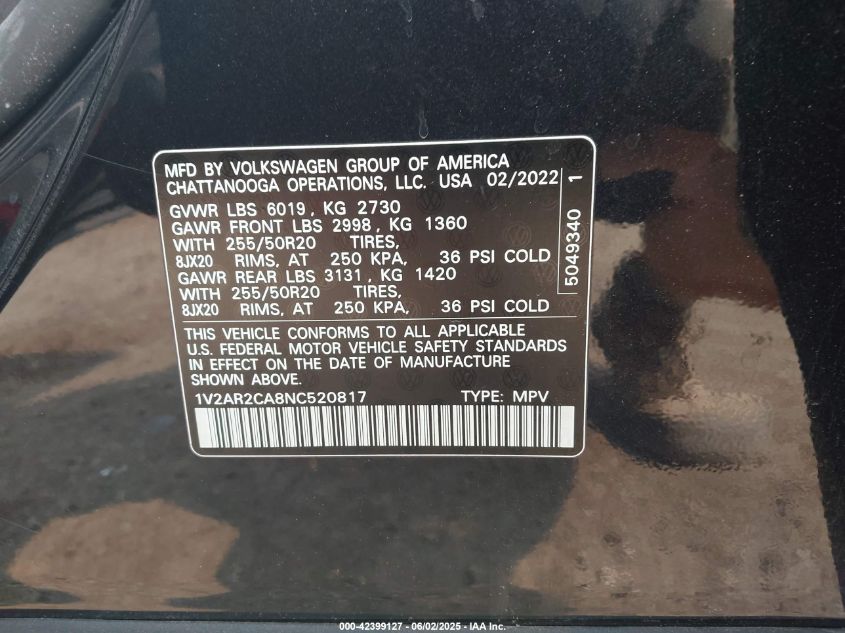 MFD BY VOLKSWAGEN GROUP OF AMERICA
CHATTANOOGA OPERATIONS, LLC. USA 02/2022
GVWR LBS 6019, KG 2730
GAWR FRONT LBS 2998, KG 1360
WITH 255/50R20 TIRES,
8JX20 RIMS, AT 250 KPA, 36 PSI COLD
GAWR REAR LBS 3131, KG 1420
WITH 255/50R20 TIRES,
8JX20 RIMS, AT 250 KPA, 36 PSI COLD
THIS VEHICLE CONFORMS TO ALL APPLICABLE
U.S. FEDERAL MOTOR VEHICLE SAFETY STANDARDS
IN EFFECT ON THE DATE OF MANUFACTURE
SHOWN ABOVE.
1V2AR2CA8NC520817 TYPE: MPV
5049340 1
000-42399127 - 06/02/2025 - IAA Inc.